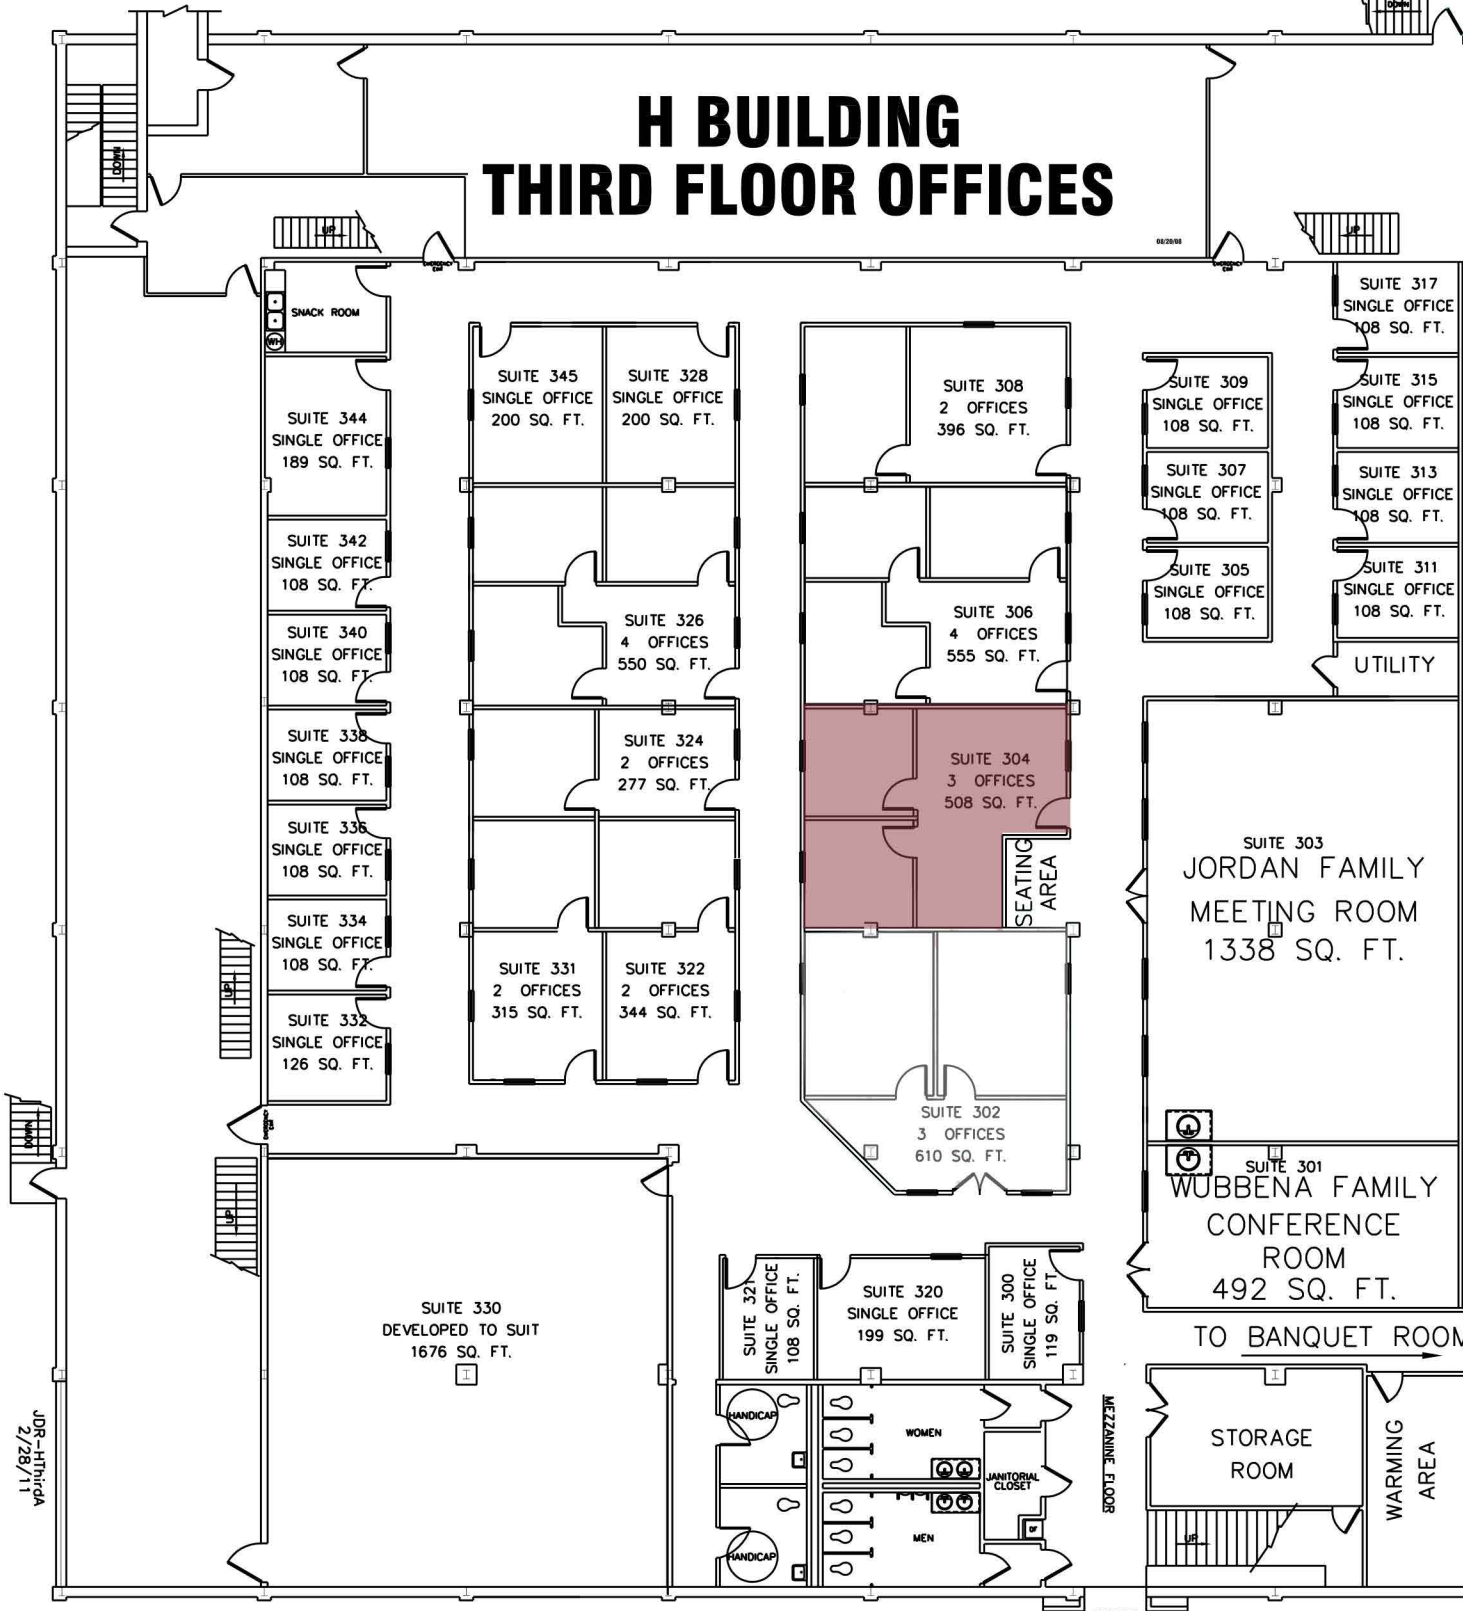 DOWN
H BUILDING
THIRD FLOOR OFFICES
08/20/08
DOWN
UP
UP
EMERGENCY
EXIT
EMERGENCY
EXIT
SNACK ROOM
WH
SUITE 317
SINGLE OFFICE
108 SQ. FT.
SUITE 344
SINGLE OFFICE
189 SQ. FT.
SUITE 345
SINGLE OFFICE
200 SQ. FT.
SUITE 328
SINGLE OFFICE
200 SQ. FT.
SUITE 308
2 OFFICES
396 SQ. FT.
SUITE 309
SINGLE OFFICE
108 SQ. FT.
SUITE 315
SINGLE OFFICE
108 SQ. FT.
SUITE 307
SINGLE OFFICE
108 SQ. FT.
SUITE 313
SINGLE OFFICE
108 SQ. FT.
SUITE 342
SINGLE OFFICE
108 SQ. FT.
SUITE 305
SINGLE OFFICE
108 SQ. FT.
SUITE 311
SINGLE OFFICE
108 SQ. FT.
SUITE 340
SINGLE OFFICE
108 SQ. FT.
SUITE 326
4 OFFICES
550 SQ. FT.
SUITE 306
4 OFFICES
555 SQ. FT.
UTILITY
SUITE 338
SINGLE OFFICE
108 SQ. FT.
SUITE 324
2 OFFICES
277 SQ. FT.
SUITE 304
3 OFFICES
508 SQ. FT.
SEATING
AREA
SUITE 336
SINGLE OFFICE
108 SQ. FT.
SUITE 303
JORDAN FAMILY
MEETING ROOM
1338 SQ. FT.
SUITE 334
SINGLE OFFICE
108 SQ. FT.
UP
SUITE 331
2 OFFICES
315 SQ. FT.
SUITE 322
2 OFFICES
344 SQ. FT.
SUITE 332
SINGLE OFFICE
126 SQ. FT.
DOWN
EMERGENCY
EXIT
SUITE 302
3 OFFICES
610 SQ. FT.
SUITE 301
WUBBENA FAMILY
CONFERENCE
ROOM
492 SQ. FT.
UP
SUITE 330
DEVELOPED TO SUIT
1676 SQ. FT.
SUITE 321
SINGLE OFFICE
108 SQ. FT.
SUITE 320
SINGLE OFFICE
199 SQ. FT.
SUITE 300
SINGLE OFFICE
119 SQ. FT.
TO BANQUET ROOM
JDR-HThirdA
2/28/11
HANDICAP
WOMEN
JANITORIAL
CLOSET
MEZZANINE FLOOR
STORAGE
ROOM
WARMING
AREA
HANDICAP
MEN
DF
UP